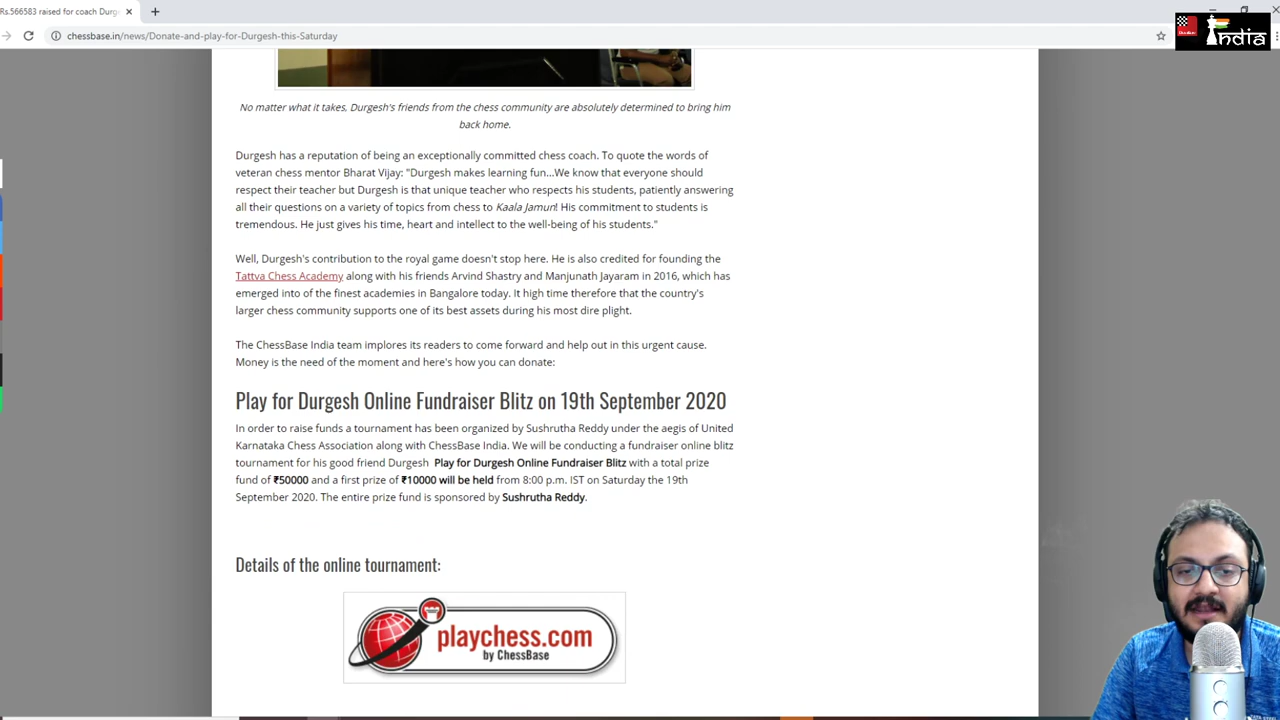 Rs.566583 raised for coach Durg
chessbase.in/news/Donate-and-play-for-Durgesh-this-Saturday
India
No matter what it takes, Durgesh's friends from the chess community are absolutely determined to bring him
back home.
Durgesh has a reputation of being an exceptionally committed chess coach. To quote the words of
veteran chess mentor Bharat Vijay: "Durgesh makes learning fun...We know that everyone should
respect their teacher but Durgesh is that unique teacher who respects his students, patiently answering
all their questions on a variety of topics from chess to Kaala Jamun! His commitment to students is
tremendous. He just gives his time, heart and intellect to the well-being of his students."
Well, Durgesh's contribution to the royal game doesn't stop here. He is also credited for founding the
Tattva Chess Academy along with his friends Arvind Shastry and Manjunath Jayaram in 2016, which has
emerged into of the finest academies in Bangalore today. It high time therefore that the country's
larger chess community supports one of its best assets during his most dire plight.
The ChessBase India team implores its readers to come forward and help out in this urgent cause.
Money is the need of the moment and here's how you can donate:
Play for Durgesh Online Fundraiser Blitz on 19th September 2020
In order to raise funds a tournament has been organized by Sushrutha Reddy under the aegis of United
Karnataka Chess Association along with ChessBase India. We will be conducting a fundraiser online blitz
tournament for his good friend Durgesh Play for Durgesh Online Fundraiser Blitz with a total prize
fund of ₹50000 and a first prize of ₹10000 will be held from 8:00 p.m. IST on Saturday the 19th
September 2020. The entire prize fund is sponsored by Sushrutha Reddy.
Details of the online tournament:
playchess.com
by ChessBase